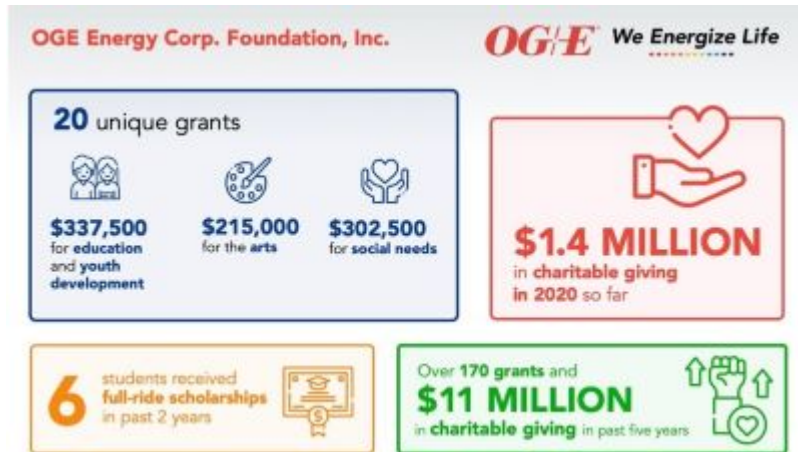 OGE Energy Corp. Foundation, Inc.
OG/E We Energize Life
20 unique grants
$337,500
for education
and youth
development
$215,000
for the arts
$302,500
for social needs
$1.4 MILLION
in charitable giving
in 2020 so far
6
students received
full-ride scholarships
in past 2 years
$
Over 170 grants and
$11 MILLION
in charitable giving in past five years